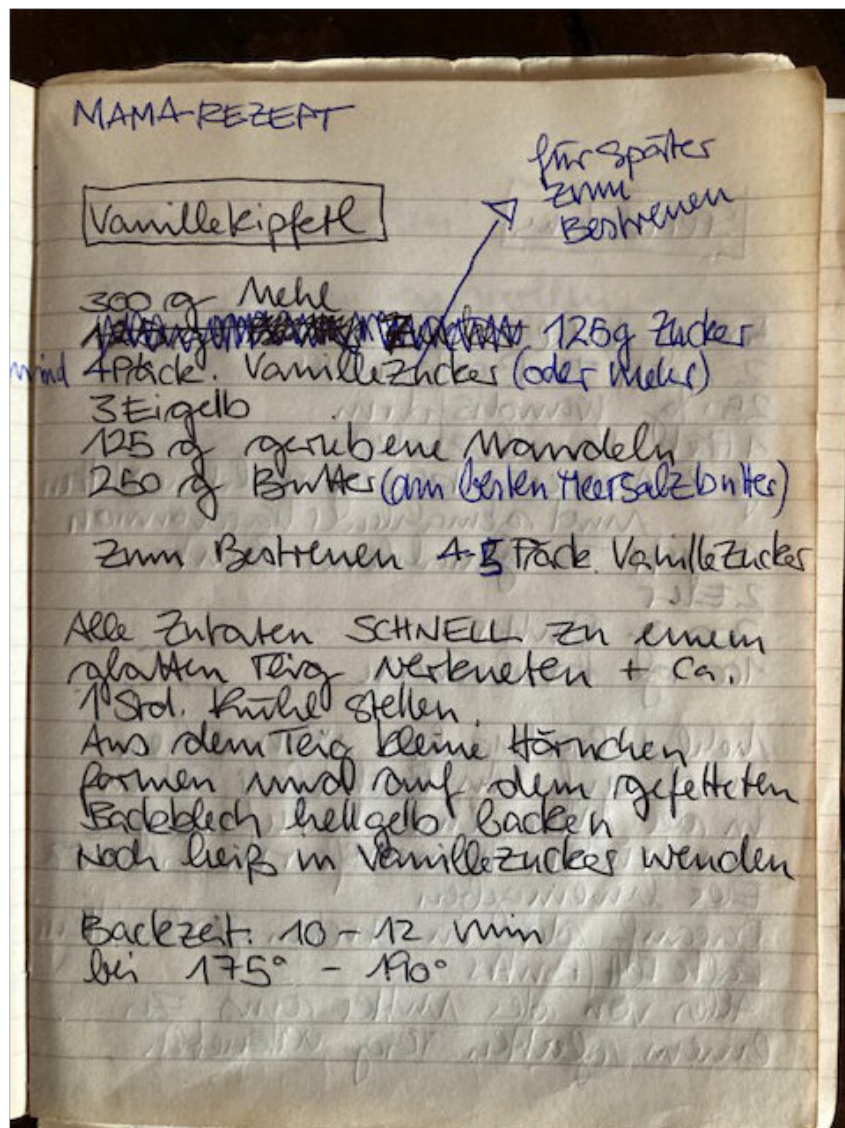 MAMA-REZEPT
für später
zum
Bestreuen
Vanillekipferl
300 g Mehl
125g Zucker
4 Päck. Vanillezucker (oder mehr)
3 Eigelb
125 g geriebene Mandeln
250 g Butter (am besten Meersalzbutter)
Zum Bestreuen 4-5 Päck. Vanillezucker
Alle Zutaten SCHNELL zu einem
glatten Teig verkneten + Ca.
1 Std. kühl stellen.
Aus dem Teig kleine Hörnchen
formen und auf dem gefetteten
Backblech hellgelb backen
Noch heiß in Vanillezucker wenden
Backzeit: 10 - 12 min
bei 175° - 190°